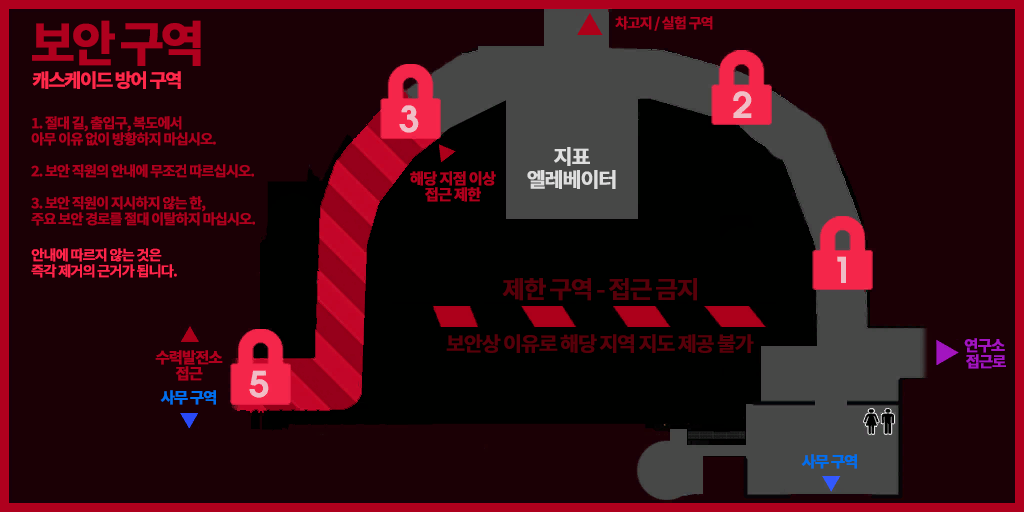 보안 구역
캐스케이드 방어 구역
1. 절대 길, 출입구, 복도에서
아무 이유 없이 방황하지 마십시오.
2. 보안 직원의 안내에 무조건 따르십시오.
3. 보안 직원이 지시하지 않는 한,
주요 보안 경로를 절대 이탈하지 마십시오.
안내에 따르지 않는 것은
즉각 제거의 근거가 됩니다.
차고지 / 실험 구역
3
2
해당 지점 이상
접근 제한
지표
엘레베이터
1
제한 구역 - 접근 금지
보안상 이유로 해당 지역 지도 제공 불가
연구소
접근로
수력발전소
접근
5
사무 구역
사무 구역